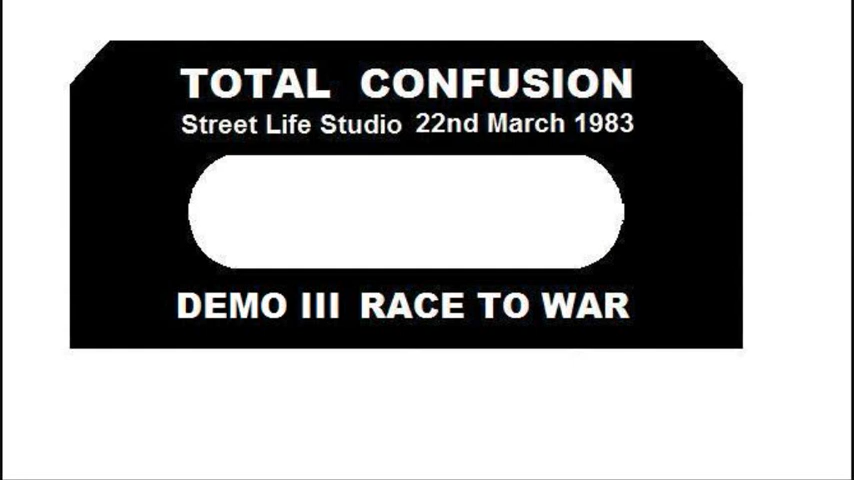 TOTAL CONFUSION
Street Life Studio 22nd March 1983
DEMO III RACE TO WAR